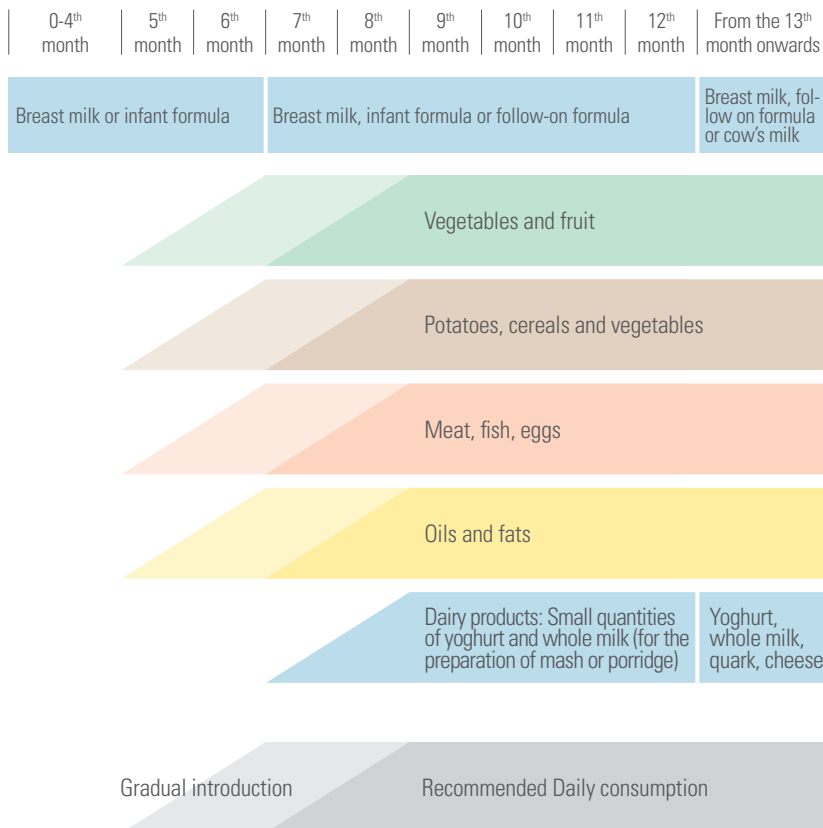 0-4th month
5th month
6th month
7th month
8th month
9th month
10th month
11th month
12th month
From the 13th month onwards
Breast milk or infant formula
Breast milk, infant formula or follow-on formula
Breast milk, fol-
low on formula
or cow's milk
Vegetables and fruit
Potatoes, cereals and vegetables
Meat, fish, eggs
Oils and fats
Dairy products: Small quantities
of yoghurt and whole milk (for the
preparation of mash or porridge)
Yoghurt,
whole milk,
quark, cheese
Gradual introduction
Recommended Daily consumption